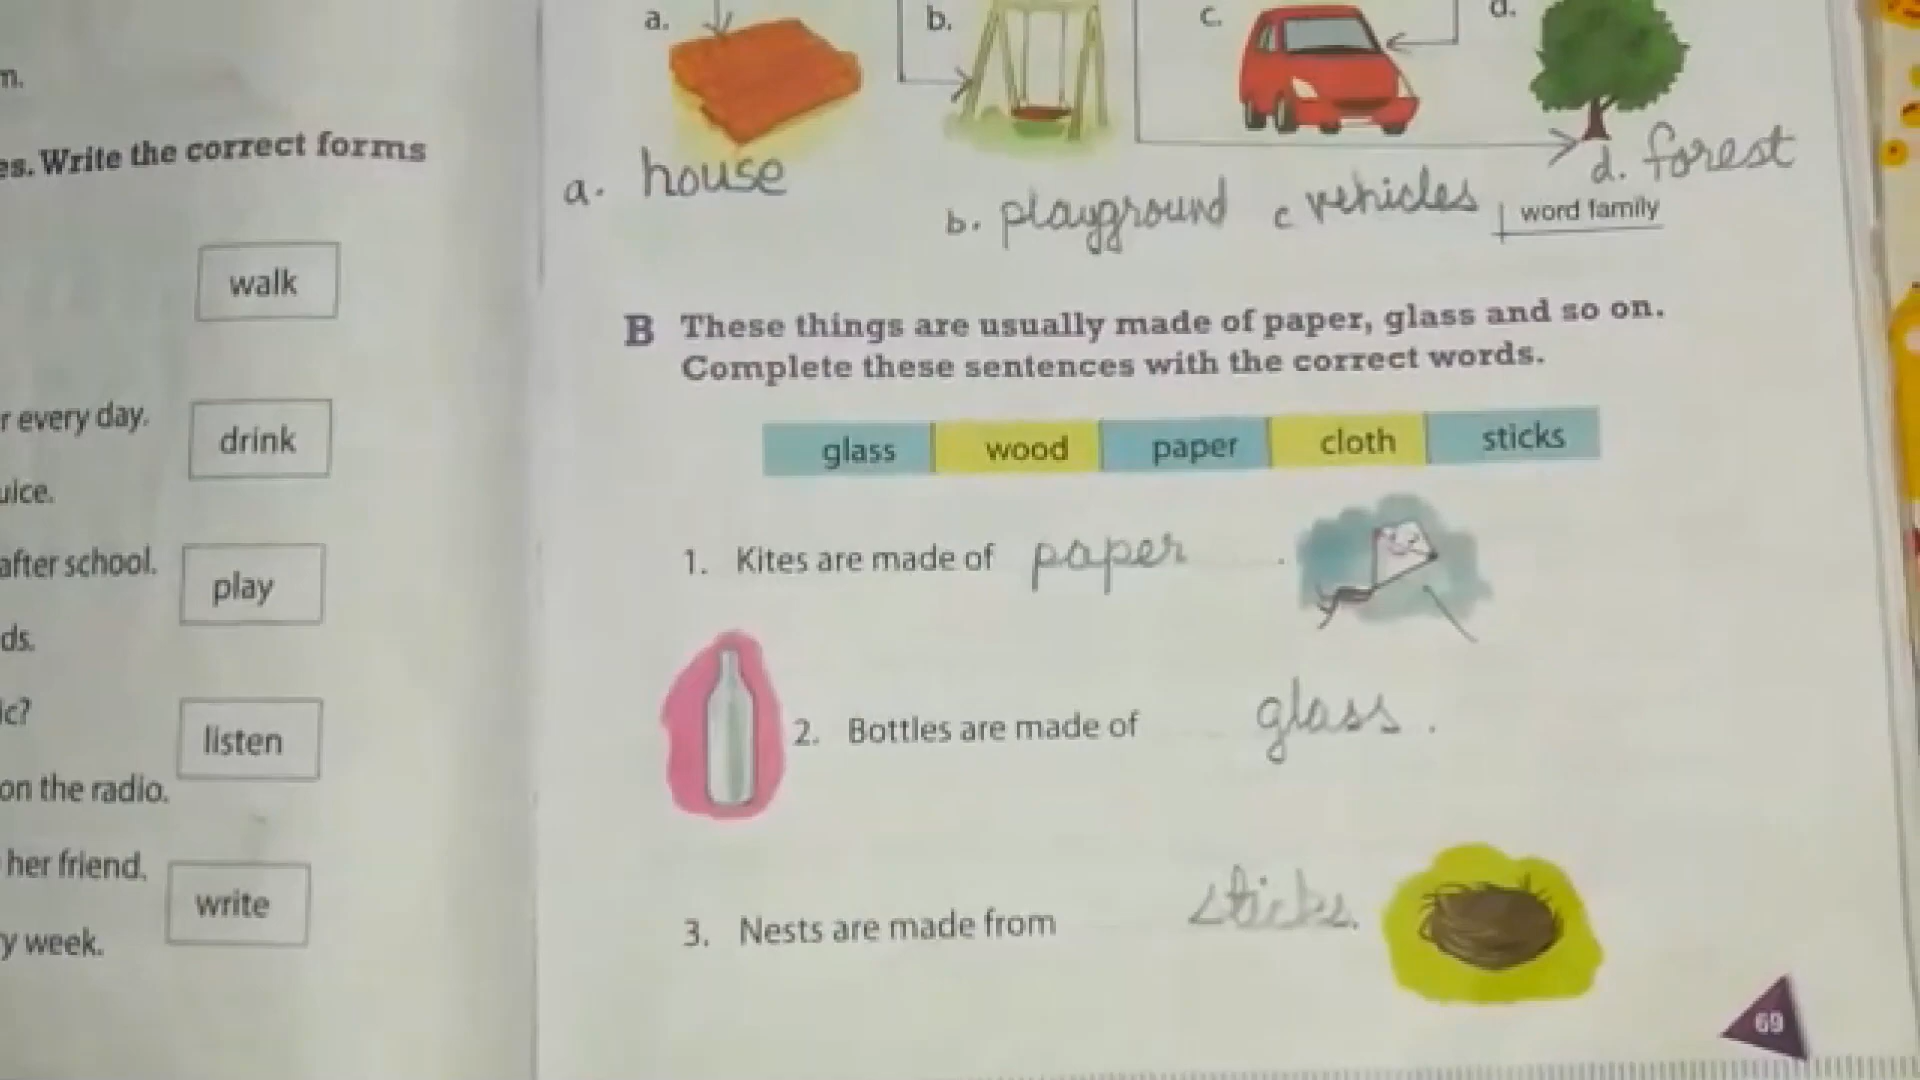 m.
es. Write the correct forms
walk
r every day.
drink
uice.
after school.
play
ds.
ic?
listen
on the radio.
her friend.
write
y week.
a.
b.
c.
d.
a. house
b. playground
c vehicles
d. forest
word family
B These things are usually made of paper, glass and so on.
Complete these sentences with the correct words.
glass wood paper cloth sticks
1. Kites are made of paper .
2. Bottles are made of glass.
3. Nests are made from sticks.
69